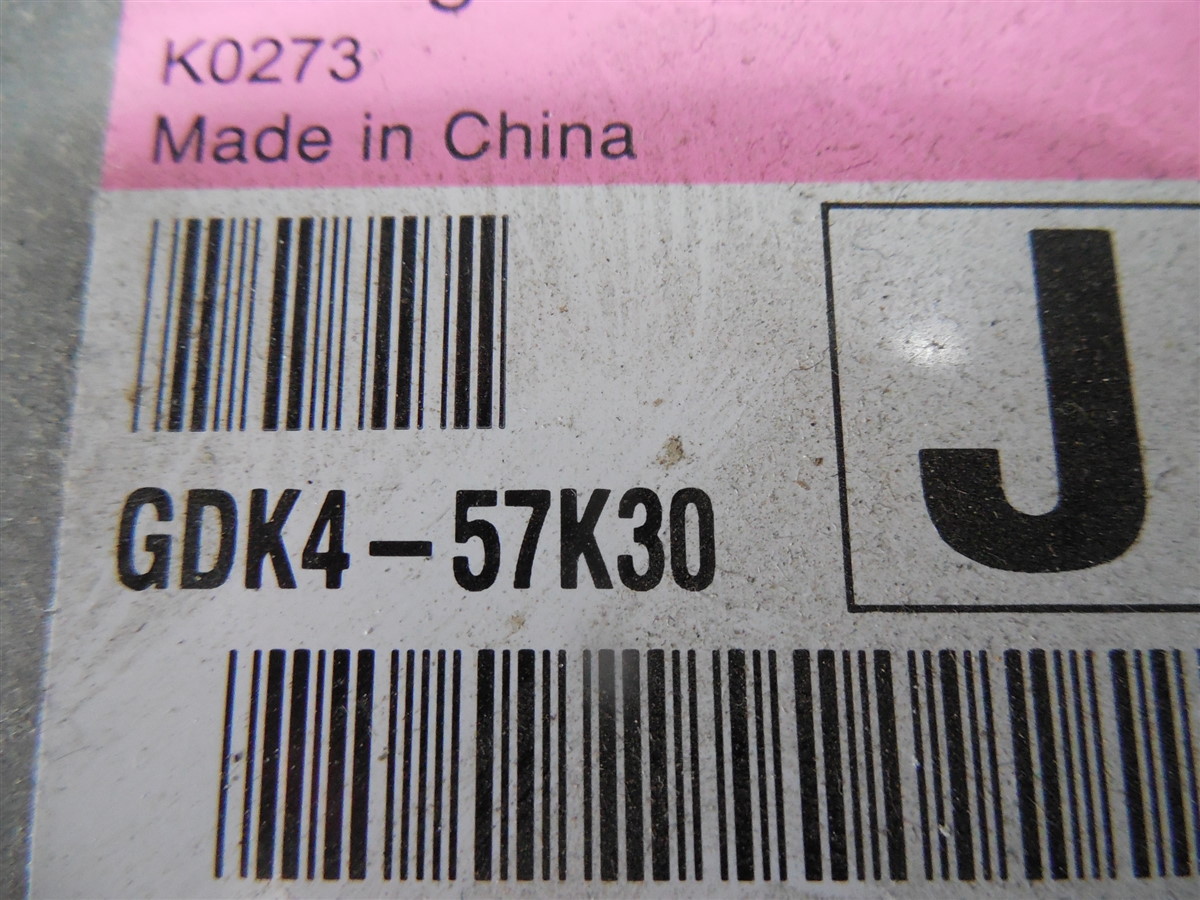 K0273
Made in China
J
GDK4-57K30